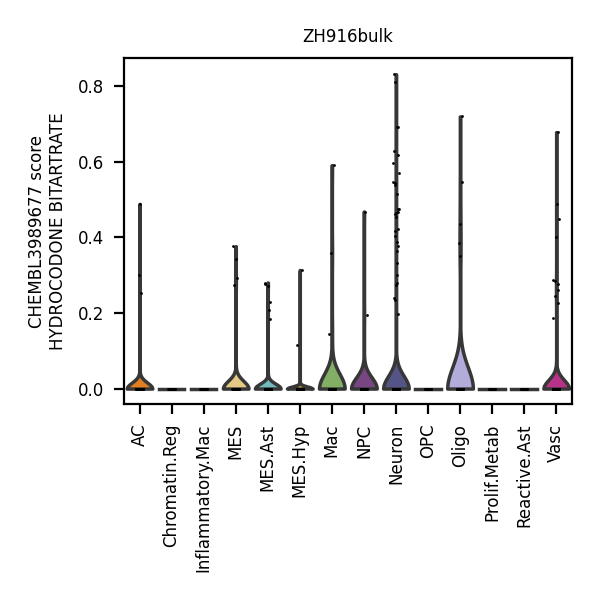 ZH916bulk
CHEMBL3989677 score
HYDROCODONE BITARTRATE
0.8
0.6
0.4
0.2
0.0
AC
Chromatin.Reg
Inflammatory.Mac
MES
MES.Ast
MES.Hyp
Mac
NPC
Neuron
OPC
Oligo
Prolif.Metab
Reactive.Ast
Vasc